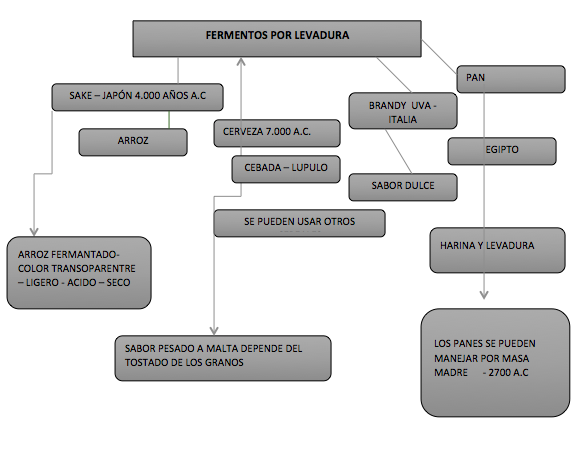 FERMENTOS POR LEVADURA
SAKE – JAPÓN 4.000 AÑOS A.C
ARROZ
ARROZ FERMANTADO-
COLOR TRANSOPARENTRE
– LIGERO - ACIDO – SECO
CERVEZA 7.000 A.C.
CEBADA – LUPULO
SE PUEDEN USAR OTROS
SABOR PESADO A MALTA DEPENDE DEL
TOSTADO DE LOS GRANOS
BRANDY UVA -
ITALIA
SABOR DULCE
PAN
EGIPTO
HARINA Y LEVADURA
LOS PANES SE PUEDEN
MANEJAR POR MASA
MADRE - 2700 A.C